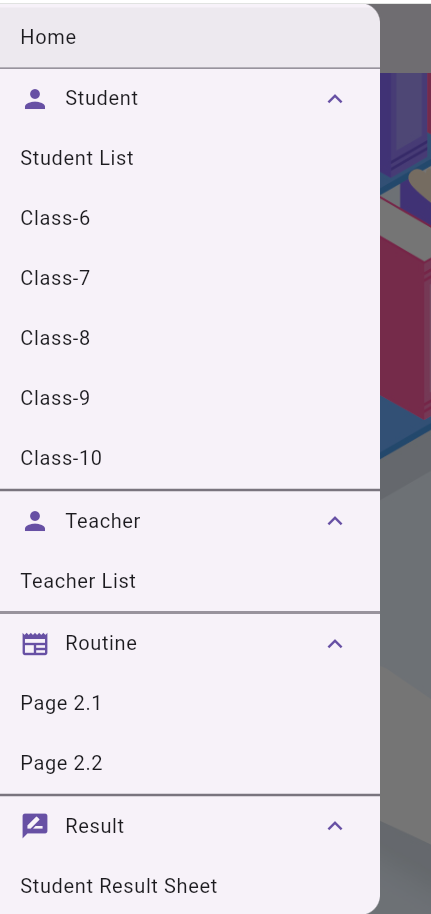 Home
Student
Student List
Class-6
Class-7
Class-8
Class-9
Class-10
Teacher
Teacher List
Routine
Page 2.1
Page 2.2
Result
Student Result Sheet